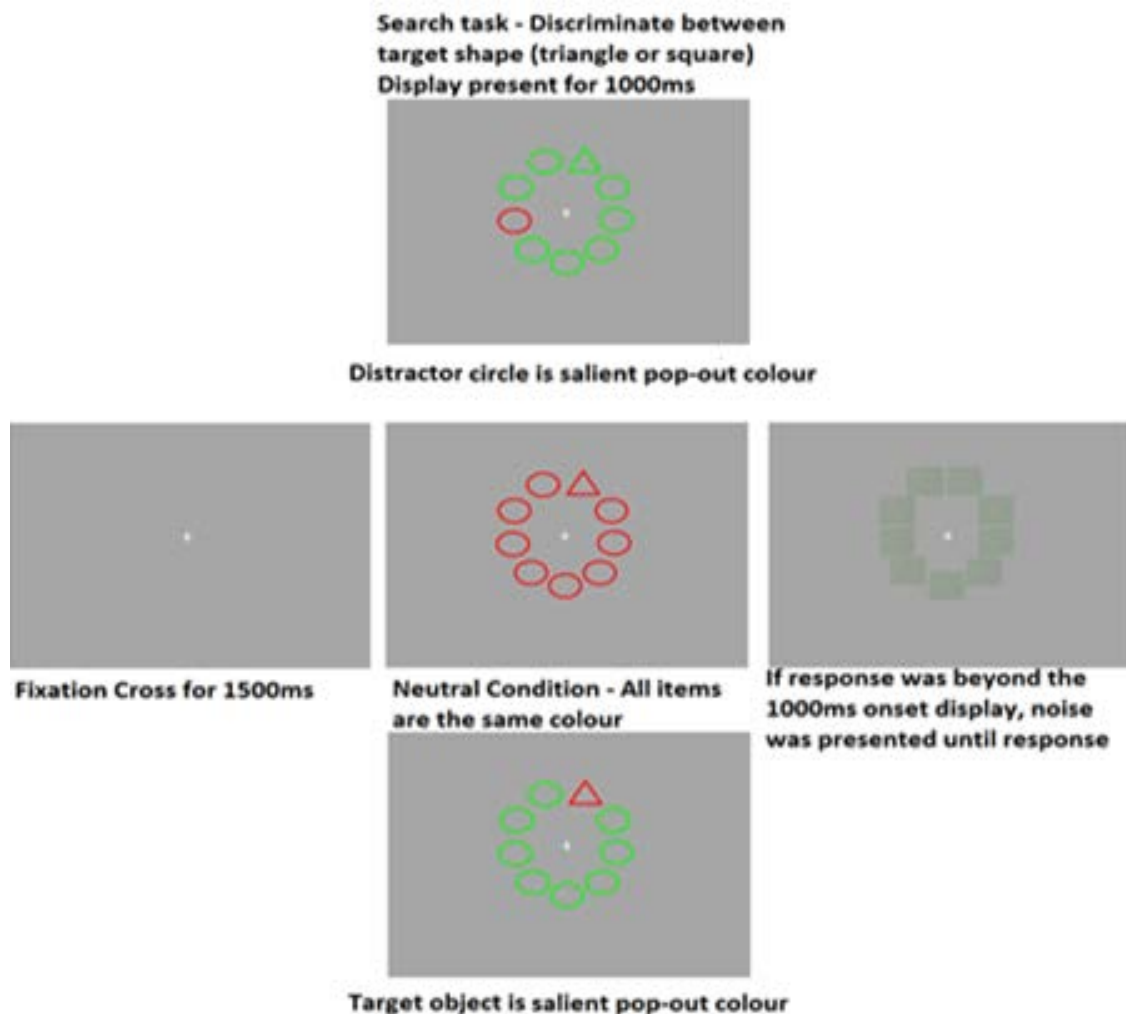 Search task - Discriminate between
target shape (triangle or square)
Display present for 1000ms
Distractor circle is salient pop-out colour
Fixation Cross for 1500ms
Neutral Condition - All items
are the same colour
If response was beyond the
1000ms onset display, noise
was presented until response
Target object is salient pop-out colour